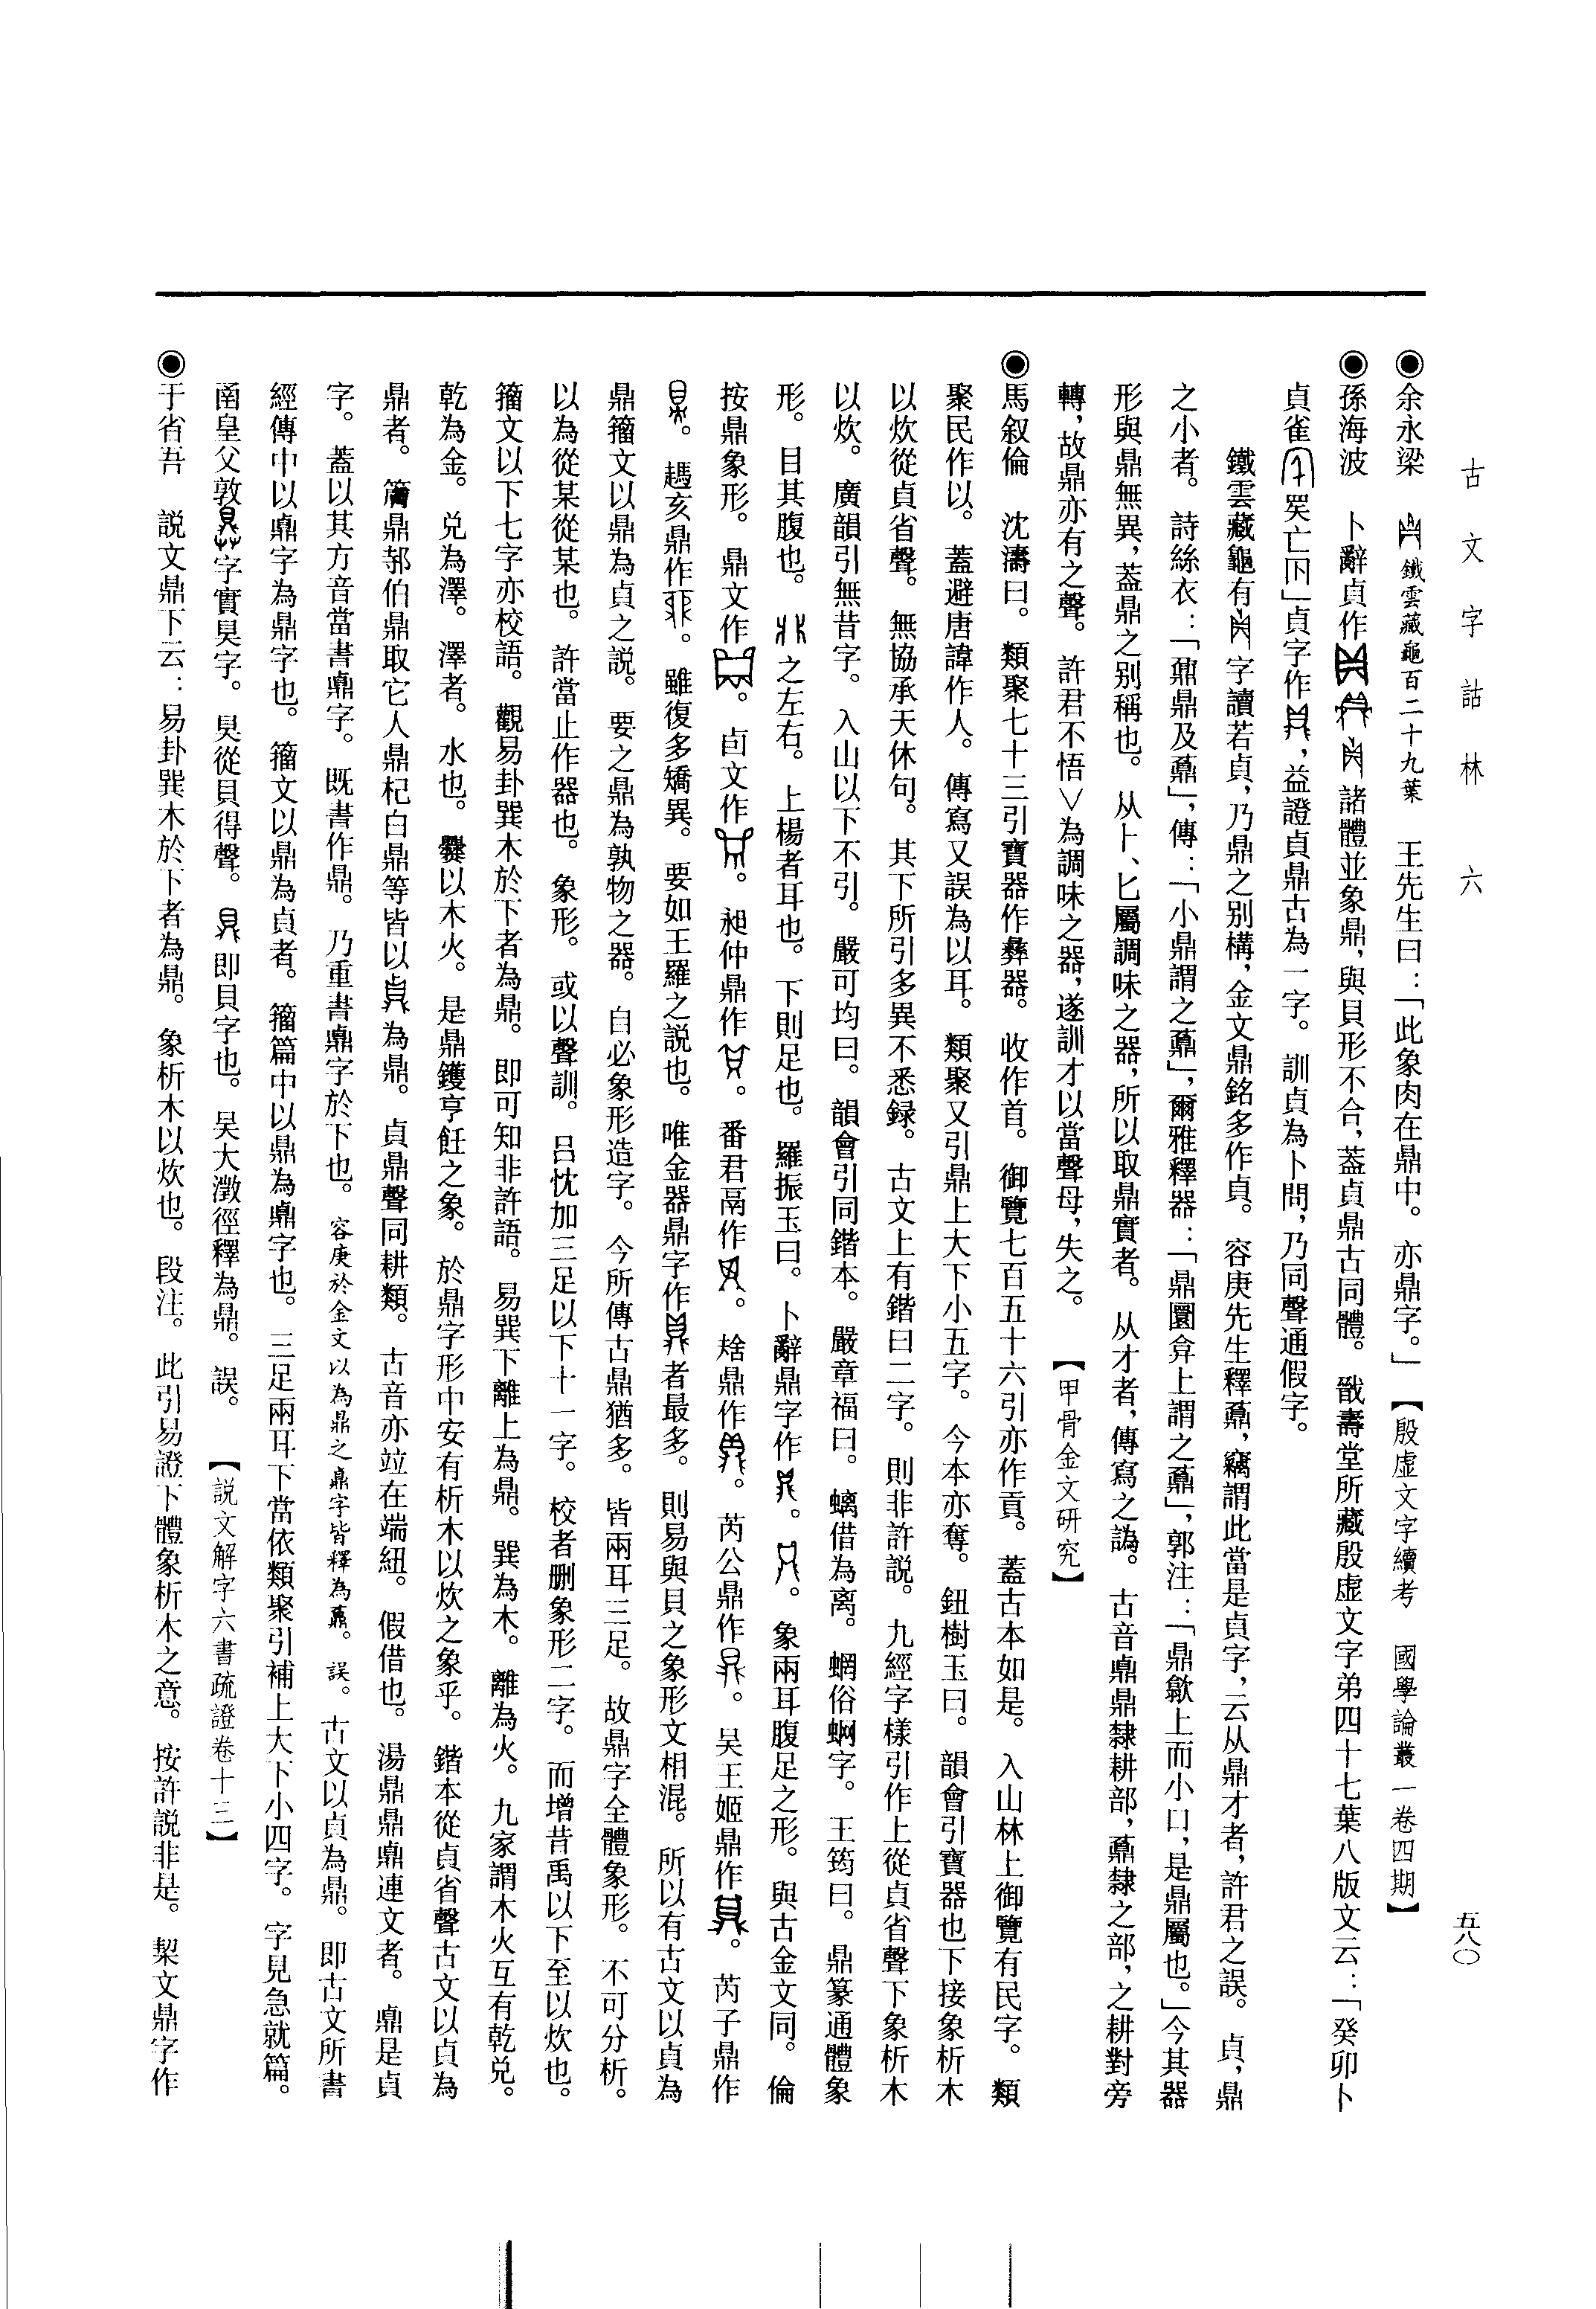 古文字詁林　六
五八〇
◉余永梁　鐵雲藏龜百二十九葉　王先生曰：「此象肉在鼎中。亦鼎字。」【殷虛文字續考　國學論叢一卷四期】
◉孫海波　卜辭貞作諸體並象鼎，與貝形不合，蓋貞鼎古同體。戩壽堂所藏殷虛文字弟四十七葉八版文云：「癸卯卜
貞雀亡囚」貞字作，益證貞鼎古為一字。訓貞為卜問，乃同聲通假字。
鐵雲藏龜有字讀若貞，乃鼎之別構，金文鼎銘多作貞。容庚先生釋鼒，竊謂此當是貞字，云从鼎才者，許君之誤。貞，鼎
之小者。詩絲衣：「鼐鼎及鼒」，傳：「小鼎謂之鼒」，爾雅釋器：「鼎圜弇上謂之鼒」，郭注：「鼎歛上而小口，是鼎屬也。」今其器
形與鼎無異，蓋鼎之別稱也。从卜、匕屬調味之器，所以取鼎實者。从才者，傳寫之譌。古音鼑鼎隸耕部，鼒隸之部，之耕對旁
轉，故鼎亦有之聲。許君不悟∨為調味之器，遂訓才以當聲母，失之。【甲骨金文研究】
◉馬叙倫　沈濤曰。類聚七十三引寶器作彝器。收作首。御覽七百五十六引亦作貢。蓋古本如是。入山林上御覽有民字。類
聚民作以。蓋避唐諱作人。傳寫又誤為以耳。類聚又引鼎上大下小五字。今本亦奪。鈕樹玉曰。韻會引寶器也下接象析木
以炊從貞省聲。無協承天休句。其下所引多異不悉録。古文上有鍇曰二字。則非許説。九經字樣引作上從貞省聲下象析木
以炊。廣韻引無昔字。入山以下不引。嚴可均曰。韻會引同鍇本。嚴章福曰。螭借為离。蝄俗蜽字。王筠曰。鼎篆通體象
形。目其腹也。之左右。上楊者耳也。下則足也。羅振玉曰。卜辭鼎字作。。象兩耳腹足之形。與古金文同。倫
按鼎象形。鼎文作。卣文作。昶仲鼎作。番君鬲作。㛗鼎作。芮公鼎作。吴王姬鼎作。芮子鼎作
。趞亥鼎作。雖復多矯異。要如王羅之説也。唯金器鼎字作者最多。則易與貝之象形文相混。所以有古文以貞為
鼎籀文以鼎為貞之説。要之鼎為孰物之器。自必象形造字。今所傳古鼎猶多。皆兩耳三足。故鼎字全體象形。不可分析。
以為從某從某也。許當止作器也。象形。或以聲訓。吕忱加三足以下十一字。校者刪象形二字。而增昔禹以下至以炊也。
籀文以下七字亦校語。觀易卦巽木於下者為鼎。即可知非許語。易巽下離上為鼎。巽為木。離為火。九家謂木火互有乾兑。
乾為金。兑為澤。澤者。水也。爨以木火。是鼎鑊亨飪之象。於鼎字形中安有析木以炊之象乎。鍇本從貞省聲古文以貞為
鼎者。鼎邿伯鼎取它人鼎杞白鼎等皆以為鼎。貞鼎聲同耕類。古音亦竝在端紐。假借也。湯鼎鼎鼑連文者。鼑是貞
字。蓋以其方音當書鼑字。既書作鼎。乃重書鼑字於下也。容庚於金文以為鼎之鼑字皆釋為鼒。誤。古文以貞為鼎。即古文所書
經傳中以鼑字為鼎字也。籀文以鼎為貞者。籀篇中以鼎為鼑字也。三足兩耳下當依類聚引補上大下小四字。字見急就篇。
圅皇父敦字實㫧字。㫧從貝得聲。即貝字也。吴大澂徑釋為鼎。誤。【説文解字六書疏證卷十三】
◉于省吾　説文鼎下云：易卦巽木於下者為鼎。象析木以炊也。段注。此引易證下體象析木之意。按許説非是。栔文鼎字作